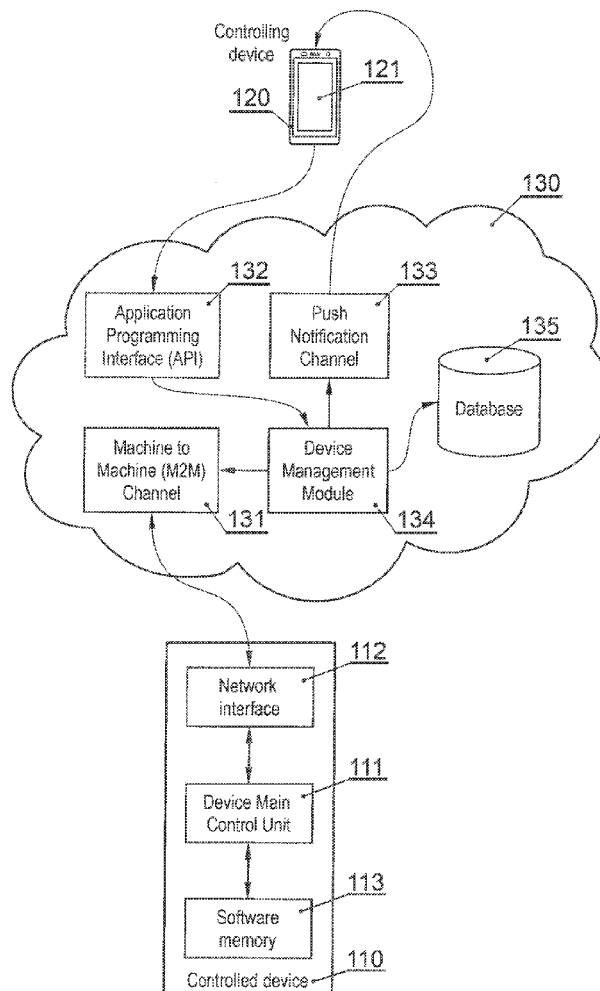 Controlling
device
121
120
130
132
133
Application
Programming
Interface (API)
Push
Notification
Channel
135
Database
Machine to
Machine (M2M)
Channel
Device
Management
Module
131
134
112
Network
interface
111
Device Main
Control Unit
113
Software
memory
Controlled device
110